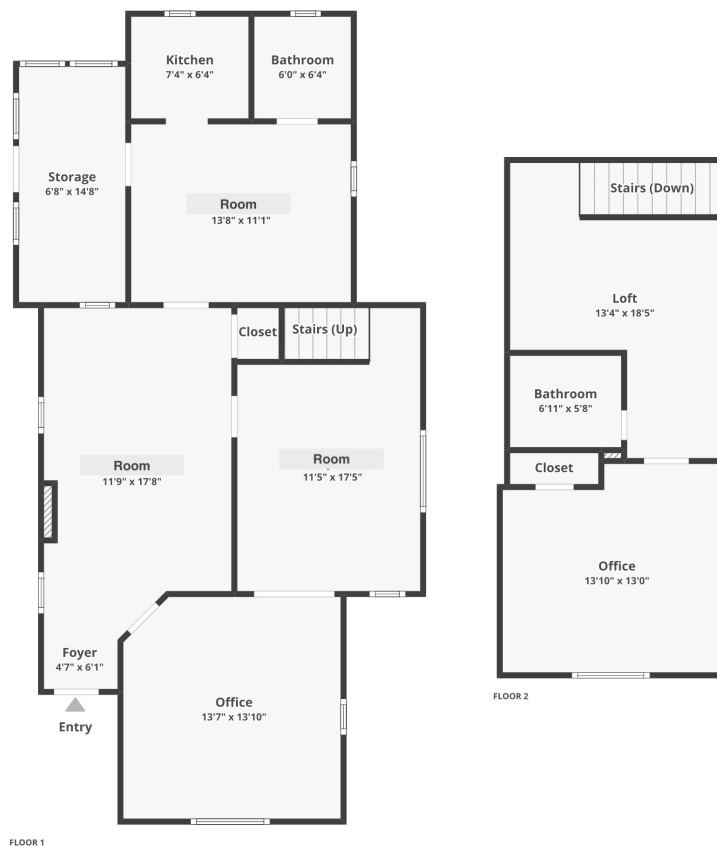 Kitchen
7'4" x 6'4"
Bathroom
6'0" x 6'4"
Storage
6'8" x 14'8"
Room
13'8" x 11'1"
Closet
Stairs (Up)
Room
11'9" x 17'8"
Room
11'5" x 17'5"
Foyer
4'7" x 6'1"
Entry
Office
13'7" x 13'10"
FLOOR 1
Stairs (Down)
Loft
13'4" x 18'5"
Bathroom
6'11" x 5'8"
Closet
Office
13'10" x 13'0"
FLOOR 2